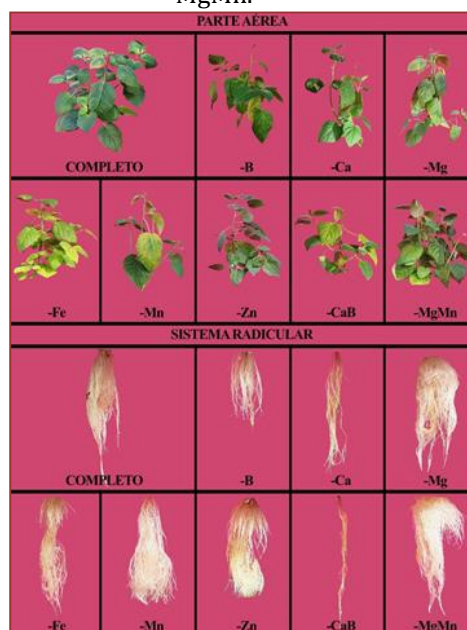 MgMn.
PARTE AÉREA
COMPLETO -B -Ca -Mg
-Fe -Mn -Zn -CaB -MgMn
SISTEMA RADICULAR
COMPLETO -B -Ca -Mg
-Fe -Mn -Zn -CaB -MgMn